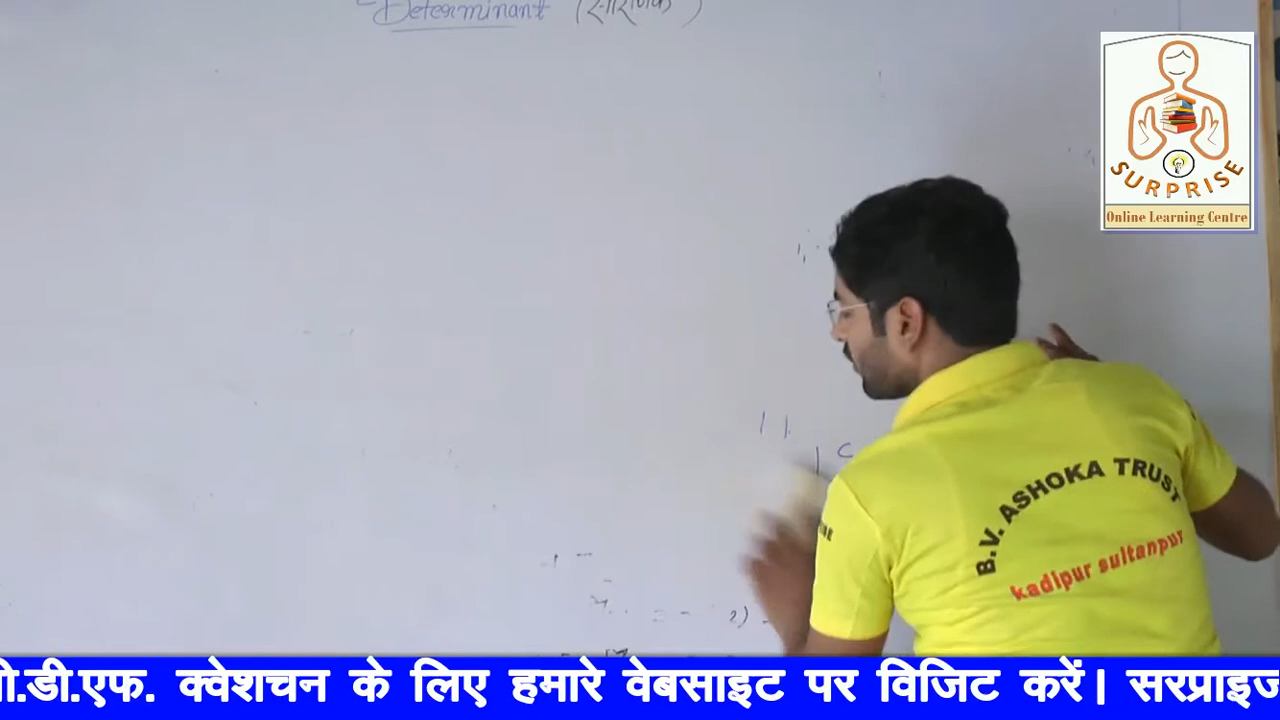 Determinant (सारणिक)
SURPRISE
Online Learning Centre
B.V. ASHOKA TRUST
kadipur sultanpur
पी.डी.एफ. क्वेशचन के लिए हमारे वेबसाइट पर विजिट करें| सरप्राइज